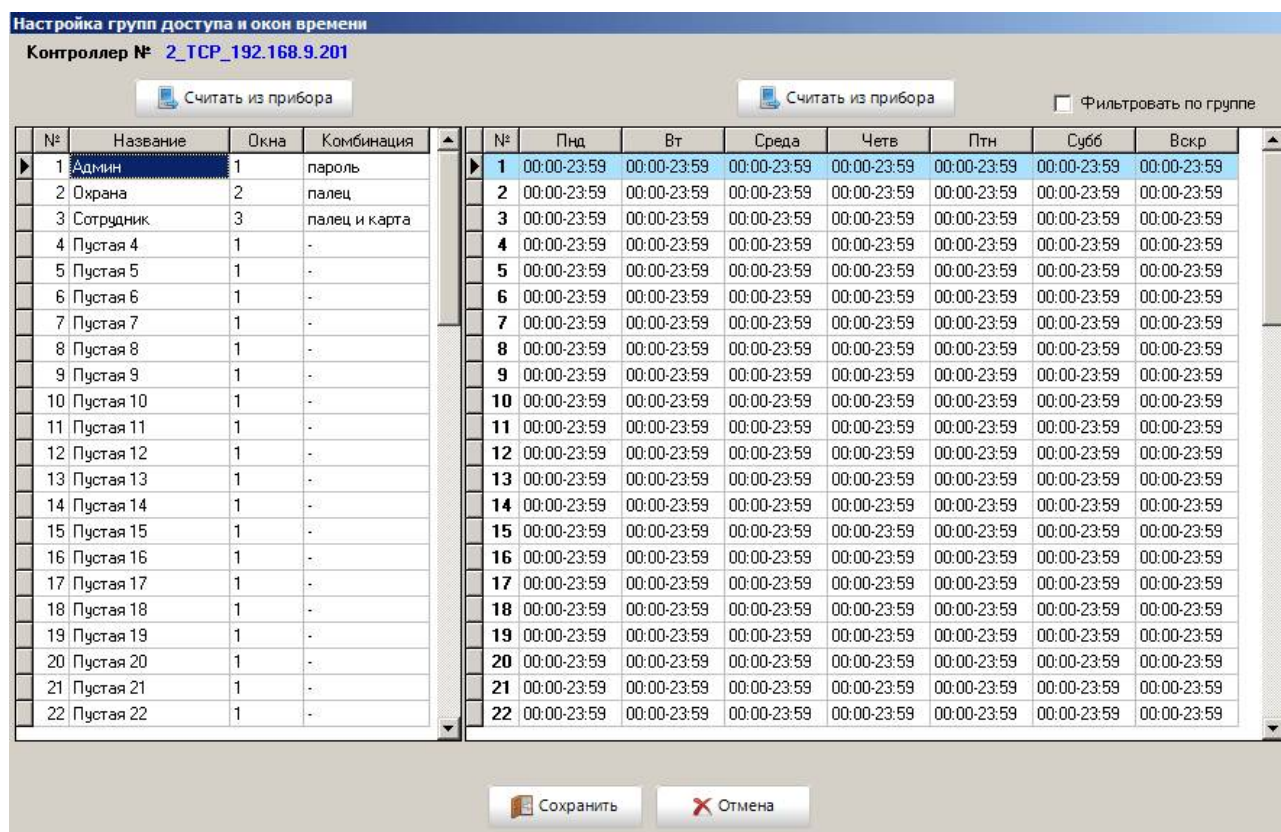 Настройка групп доступа и окон времени
Контроллер № 2_TCP_192.168.9.201
Считать из прибора Считать из прибора Фильтровать по группе
№ Название Окна Комбинация № Пнд Вт Среда Четв Птн Субб Вскр
1 Админ 1 пароль 1 00:00-23:59 00:00-23:59 00:00-23:59 00:00-23:59 00:00-23:59 00:00-23:59 00:00-23:59
2 Охрана 2 палец 2 00:00-23:59 00:00-23:59 00:00-23:59 00:00-23:59 00:00-23:59 00:00-23:59 00:00-23:59
3 Сотрудник 3 палец и карта 3 00:00-23:59 00:00-23:59 00:00-23:59 00:00-23:59 00:00-23:59 00:00-23:59 00:00-23:59
4 Пустая 4 1 - 4 00:00-23:59 00:00-23:59 00:00-23:59 00:00-23:59 00:00-23:59 00:00-23:59 00:00-23:59
5 Пустая 5 1 - 5 00:00-23:59 00:00-23:59 00:00-23:59 00:00-23:59 00:00-23:59 00:00-23:59 00:00-23:59
6 Пустая 6 1 - 6 00:00-23:59 00:00-23:59 00:00-23:59 00:00-23:59 00:00-23:59 00:00-23:59 00:00-23:59
7 Пустая 7 1 - 7 00:00-23:59 00:00-23:59 00:00-23:59 00:00-23:59 00:00-23:59 00:00-23:59 00:00-23:59
8 Пустая 8 1 - 8 00:00-23:59 00:00-23:59 00:00-23:59 00:00-23:59 00:00-23:59 00:00-23:59 00:00-23:59
9 Пустая 9 1 - 9 00:00-23:59 00:00-23:59 00:00-23:59 00:00-23:59 00:00-23:59 00:00-23:59 00:00-23:59
10 Пустая 10 1 - 10 00:00-23:59 00:00-23:59 00:00-23:59 00:00-23:59 00:00-23:59 00:00-23:59 00:00-23:59
11 Пустая 11 1 - 11 00:00-23:59 00:00-23:59 00:00-23:59 00:00-23:59 00:00-23:59 00:00-23:59 00:00-23:59
12 Пустая 12 1 - 12 00:00-23:59 00:00-23:59 00:00-23:59 00:00-23:59 00:00-23:59 00:00-23:59 00:00-23:59
13 Пустая 13 1 - 13 00:00-23:59 00:00-23:59 00:00-23:59 00:00-23:59 00:00-23:59 00:00-23:59 00:00-23:59
14 Пустая 14 1 - 14 00:00-23:59 00:00-23:59 00:00-23:59 00:00-23:59 00:00-23:59 00:00-23:59 00:00-23:59
15 Пустая 15 1 - 15 00:00-23:59 00:00-23:59 00:00-23:59 00:00-23:59 00:00-23:59 00:00-23:59 00:00-23:59
16 Пустая 16 1 - 16 00:00-23:59 00:00-23:59 00:00-23:59 00:00-23:59 00:00-23:59 00:00-23:59 00:00-23:59
17 Пустая 17 1 - 17 00:00-23:59 00:00-23:59 00:00-23:59 00:00-23:59 00:00-23:59 00:00-23:59 00:00-23:59
18 Пустая 18 1 - 18 00:00-23:59 00:00-23:59 00:00-23:59 00:00-23:59 00:00-23:59 00:00-23:59 00:00-23:59
19 Пустая 19 1 - 19 00:00-23:59 00:00-23:59 00:00-23:59 00:00-23:59 00:00-23:59 00:00-23:59 00:00-23:59
20 Пустая 20 1 - 20 00:00-23:59 00:00-23:59 00:00-23:59 00:00-23:59 00:00-23:59 00:00-23:59 00:00-23:59
21 Пустая 21 1 - 21 00:00-23:59 00:00-23:59 00:00-23:59 00:00-23:59 00:00-23:59 00:00-23:59 00:00-23:59
22 Пустая 22 1 - 22 00:00-23:59 00:00-23:59 00:00-23:59 00:00-23:59 00:00-23:59 00:00-23:59 00:00-23:59
Сохранить Отмена